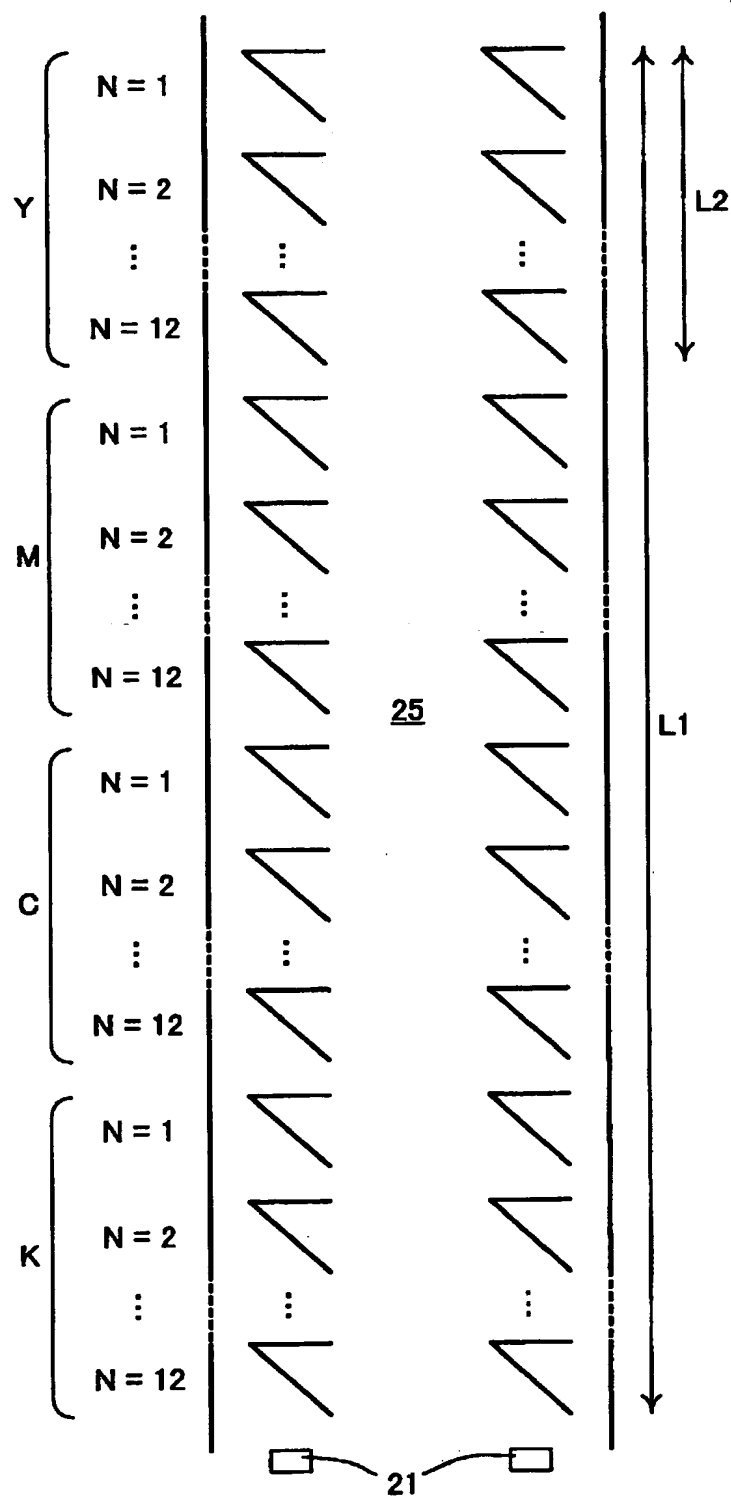 N = 1
N = 2
Y
L2
⋮ ⋮ ⋮
N = 12
N = 1
N = 2
M
⋮ ⋮ ⋮
N = 12
25
L1
N = 1
N = 2
C
⋮ ⋮ ⋮
N = 12
N = 1
N = 2
K
⋮ ⋮ ⋮
N = 12
21